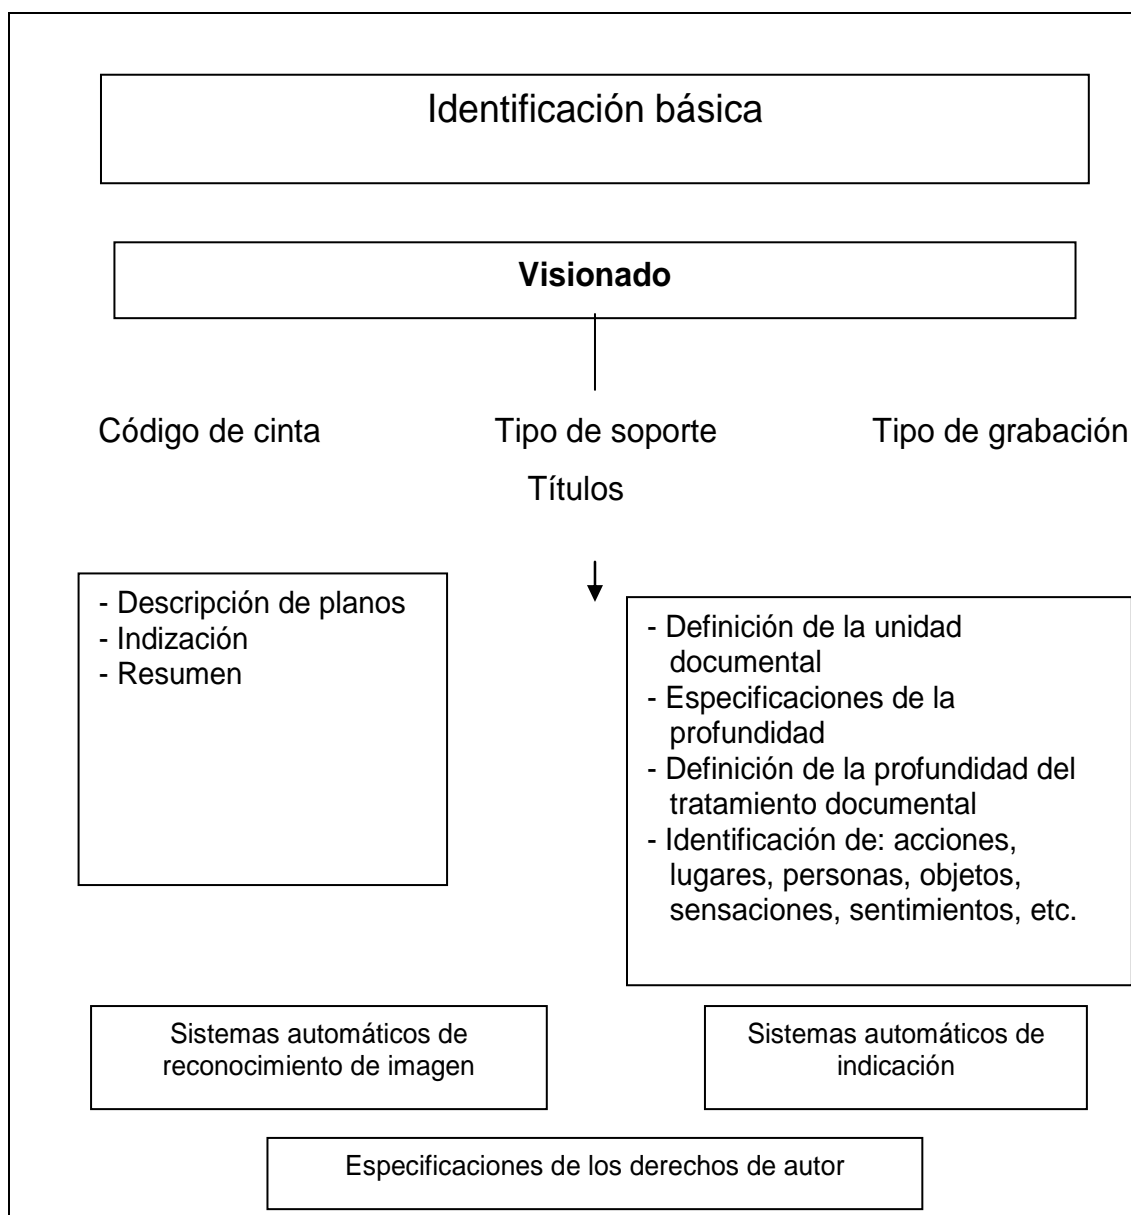 Identificación básica
Visionado
Código de cinta Tipo de soporte Tipo de grabación
Títulos
- Descripción de planos
- Indización
- Resumen
- Definición de la unidad
documental
- Especificaciones de la
profundidad
- Definición de la profundidad del
tratamiento documental
- Identificación de: acciones,
lugares, personas, objetos,
sensaciones, sentimientos, etc.
Sistemas automáticos de
reconocimiento de imagen
Sistemas automáticos de
indicación
Especificaciones de los derechos de autor